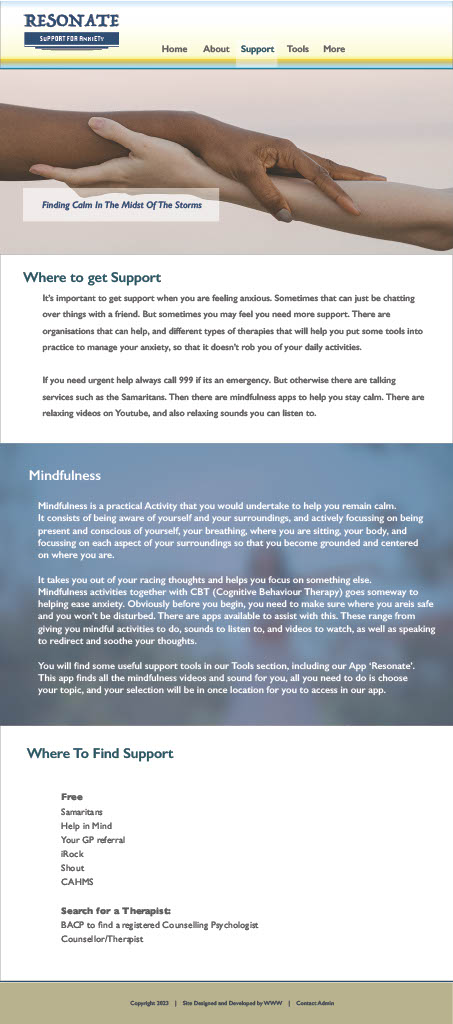 RESONATE
SUPPORT FOR ANXIETY
Home About Support Tools More
Finding Calm In The Midst Of The Storms
Where to get Support
It's important to get support when you are feeling anxious. Sometimes that can just be chatting
over things with a friend. But sometimes you may feel you need more support. There are
organisations that can help, and different types of therapies that will help you put some tools into
practice to manage your anxiety, so that it doesn't rob you of your daily activities.
If you need urgent help always call 999 if its an emergency. But otherwise there are talking
services such as the Samaritans. Then there are mindfulness apps to help you stay calm. There are
relaxing videos on Youtube, and also relaxing sounds you can listen to.
Mindfulness
Mindfulness is a practical Activity that you would undertake to help you remain calm.
It consists of being aware of yourself and your surroundings, and actively focussing on being
present and conscious of yourself, your breathing, where you are sitting, your body, and
focussing on each aspect of your surroundings so that you become grounded and centered
on where you are.
It takes you out of your racing thoughts and helps you focus on something else.
Mindfulness activities together with CBT (Cognitive Behaviour Therapy) goes someway to
helping ease anxiety. Obviously before you begin, you need to make sure where you areis safe
and you won't be disturbed. There are apps available to assist with this. These range from
giving you mindful activities to do, sounds to listen to, and videos to watch, as well as speaking
to redirect and soothe your thoughts.
You will find some useful support tools in our Tools section, including our App 'Resonate'.
This app finds all the mindfulness videos and sound for you, all you need to do is choose
your topic, and your selection will be in once location for you to access in our app.
Where To Find Support
Free
Samaritans
Help in Mind
Your GP referral
iRock
Shout
CAHMS
Search for a Therapist:
BACP to find a registered Counselling Psychologist
Counsellor/Therapist
Copyright 2023 | Site Designed and Developed by WWW | Contact Admin